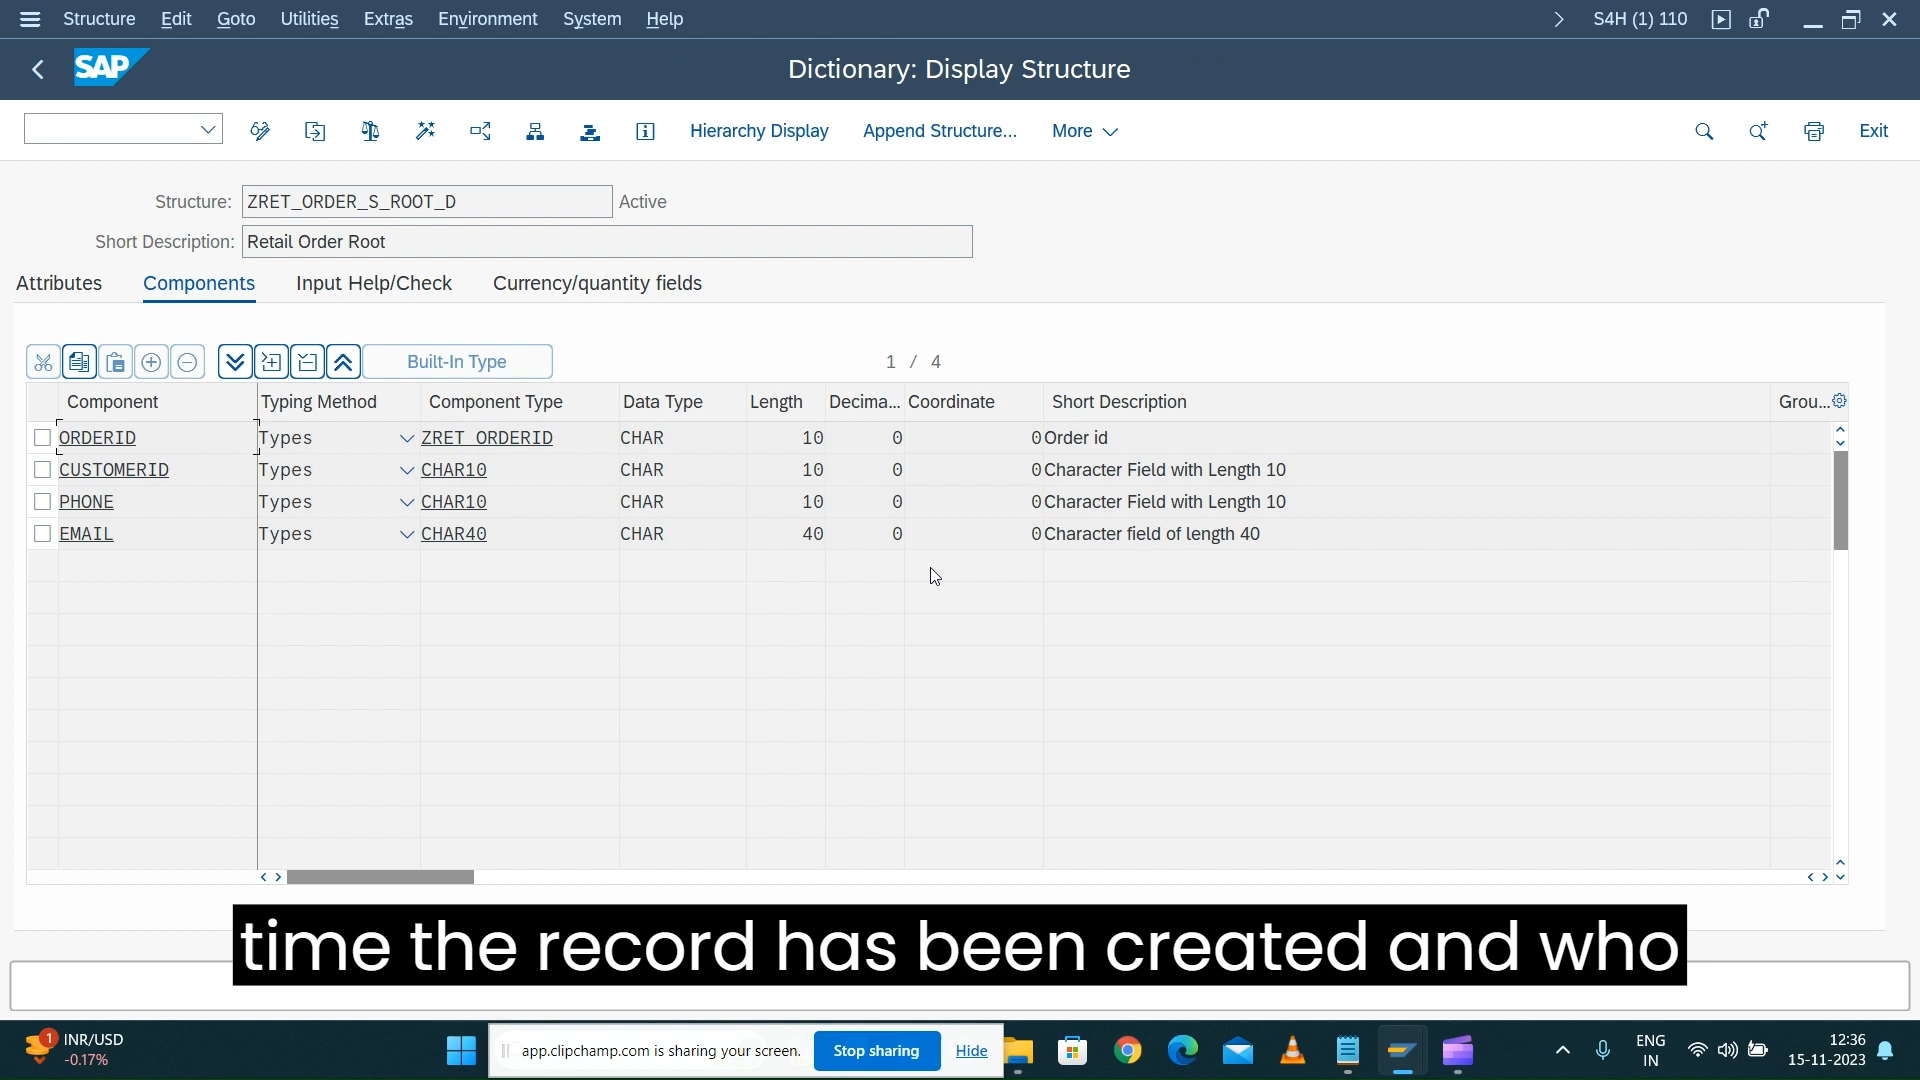 Structure Edit Goto Utilities Extras Environment System Help S4H (1) 110
SAP Dictionary: Display Structure
Hierarchy Display Append Structure... More Exit
Structure: ZRET_ORDER_S_ROOT_D Active
Short Description: Retail Order Root
Attributes Components Input Help/Check Currency/quantity fields
Built-In Type 1 / 4
Component Typing Method Component Type Data Type Length Decima... Coordinate Short Description Grou...
ORDERID Types ZRET_ORDERID CHAR 10 0 0 Order id
CUSTOMERID Types CHAR10 CHAR 10 0 0 Character Field with Length 10
PHONE Types CHAR10 CHAR 10 0 0 Character Field with Length 10
EMAIL Types CHAR40 CHAR 40 0 0 Character field of length 40
time the record has been created and who
1 INR/USD
-0.17%
app.clipchamp.com is sharing your screen. Stop sharing Hide
ENG
IN
12:36
15-11-2023